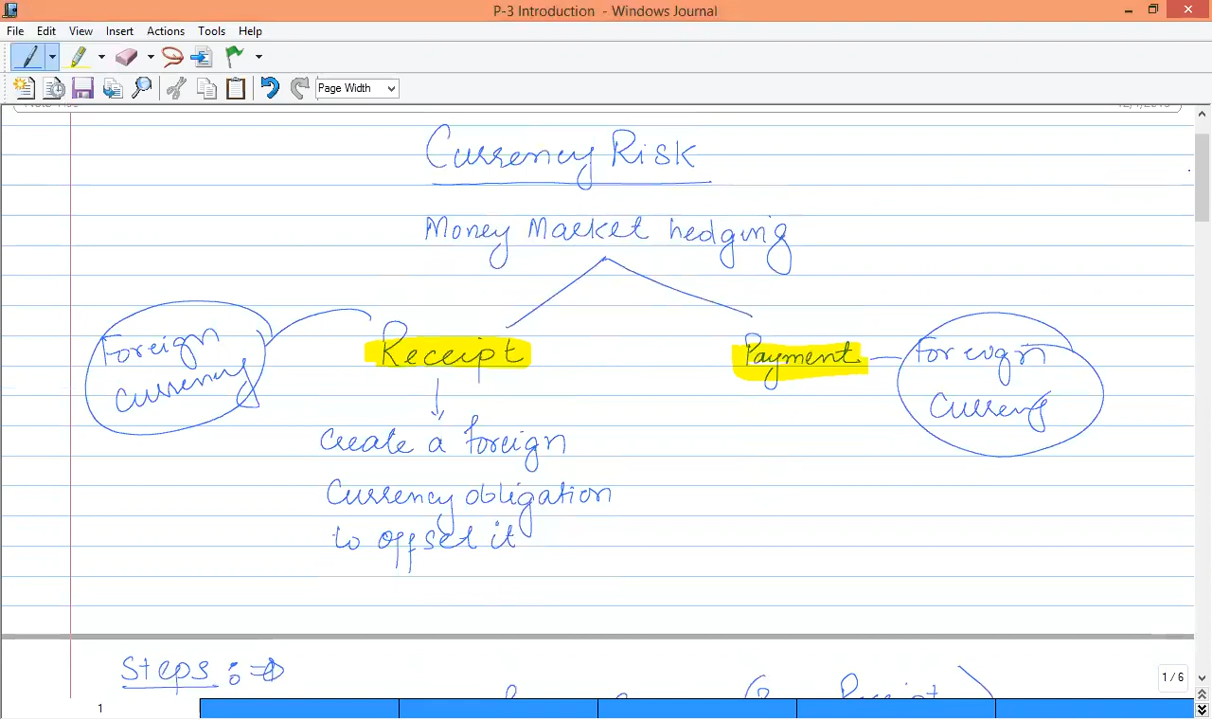 P-3 Introduction - Windows Journal
File Edit View Insert Actions Tools Help
Page Width
Currency Risk
Money Market hedging
Foreign
Currency
Receipt
Payment
Foreign
Currency
Create a foreign
Currency obligation
to offset it
Steps :
Receipt
1 / 6
1